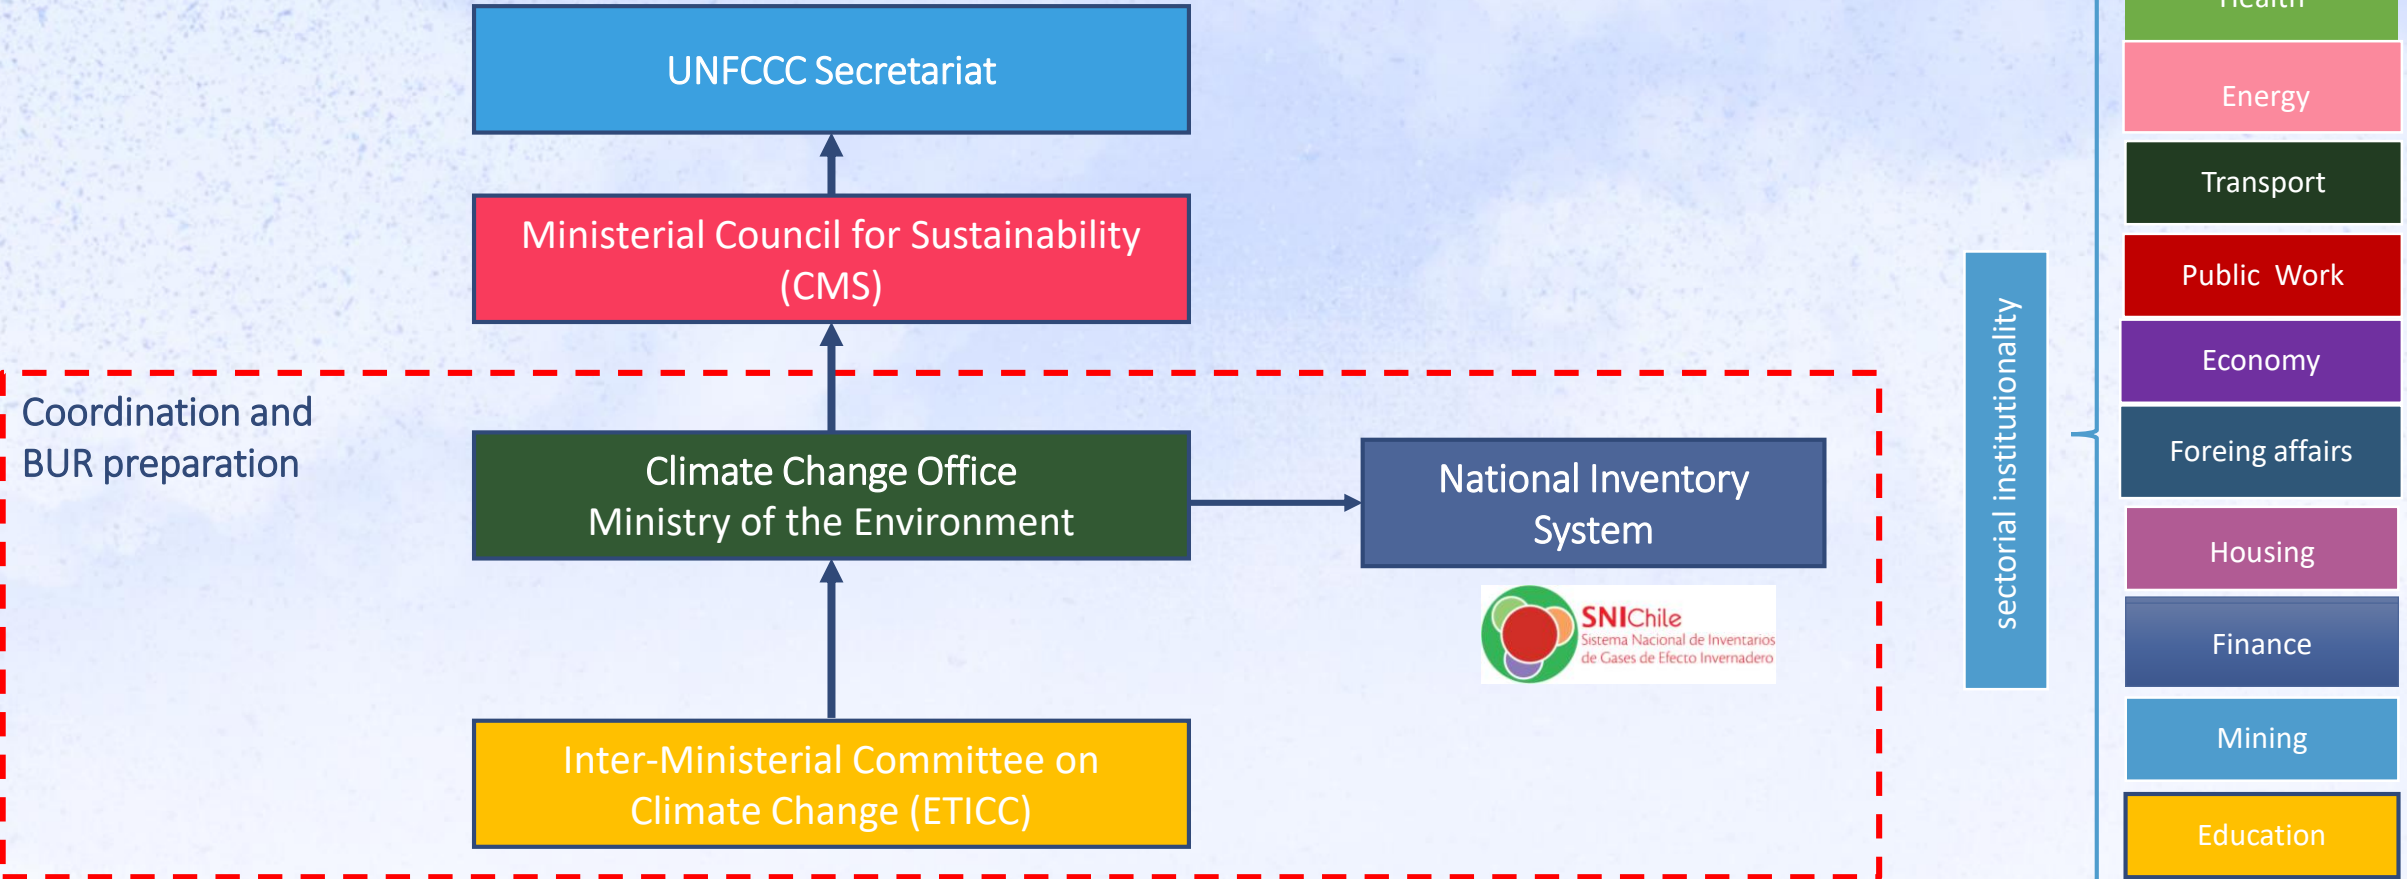 UNFCCC Secretariat
Ministerial Council for Sustainability
(CMS)
Coordination and
BUR preparation
Climate Change Office
Ministry of the Environment
National Inventory
System
SNIChile
Sistema Nacional de Inventarios
de Gases de Efecto Invernadero
Inter-Ministerial Committee on
Climate Change (ETICC)
sectorial institutionality
Health
Energy
Transport
Public Work
Economy
Foreing affairs
Housing
Finance
Mining
Education